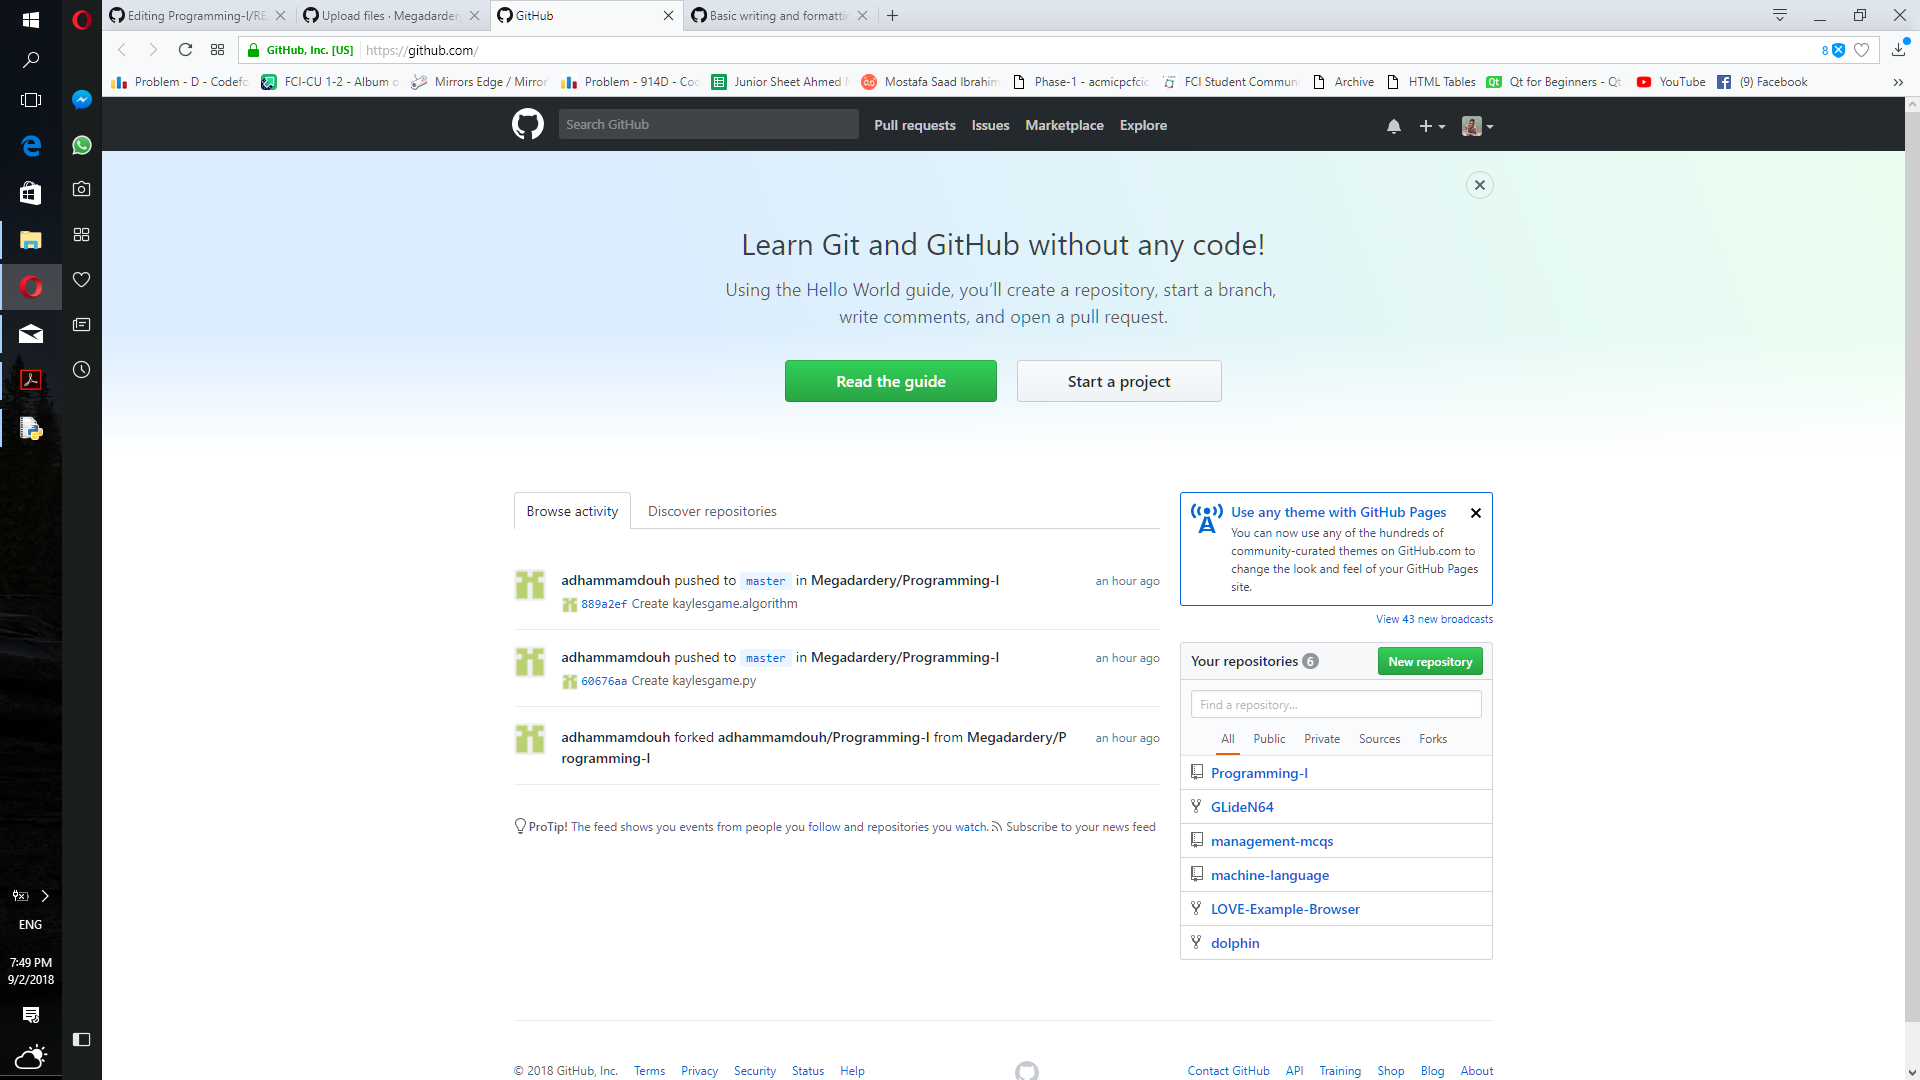 Editing Programming-I/RE
Upload files · Megadarder
GitHub
Basic writing and formattin
GitHub, Inc. [US]
https://github.com/
8
Problem - D - Codefo
FCI-CU 1-2 - Album o
Mirrors Edge / Mirror'
Problem - 914D - Cod
Junior Sheet Ahmed M
Mostafa Saad Ibrahim
Phase-1 - acmicpcfcic
FCI Student Commun
Archive
HTML Tables
Qt for Beginners - Qt
YouTube
(9) Facebook
Search GitHub
Pull requests
Issues
Marketplace
Explore
Learn Git and GitHub without any code!
Using the Hello World guide, you’ll create a repository, start a branch,
write comments, and open a pull request.
Read the guide
Start a project
Browse activity
Discover repositories
adhammamdouh pushed to master in Megadardery/Programming-I
an hour ago
889a2ef Create kaylesgame.algorithm
adhammamdouh pushed to master in Megadardery/Programming-I
an hour ago
60676aa Create kaylesgame.py
adhammamdouh forked adhammamdouh/Programming-I from Megadardery/P
rogramming-I
an hour ago
ProTip! The feed shows you events from people you follow and repositories you watch. Subscribe to your news feed
Use any theme with GitHub Pages
You can now use any of the hundreds of
community-curated themes on GitHub.com to
change the look and feel of your GitHub Pages
site.
View 43 new broadcasts
Your repositories 6
New repository
Find a repository...
All
Public
Private
Sources
Forks
Programming-I
GLideN64
management-mcqs
machine-language
LOVE-Example-Browser
dolphin
ENG
7:49 PM
9/2/2018
© 2018 GitHub, Inc.
Terms
Privacy
Security
Status
Help
Contact GitHub
API
Training
Shop
Blog
About